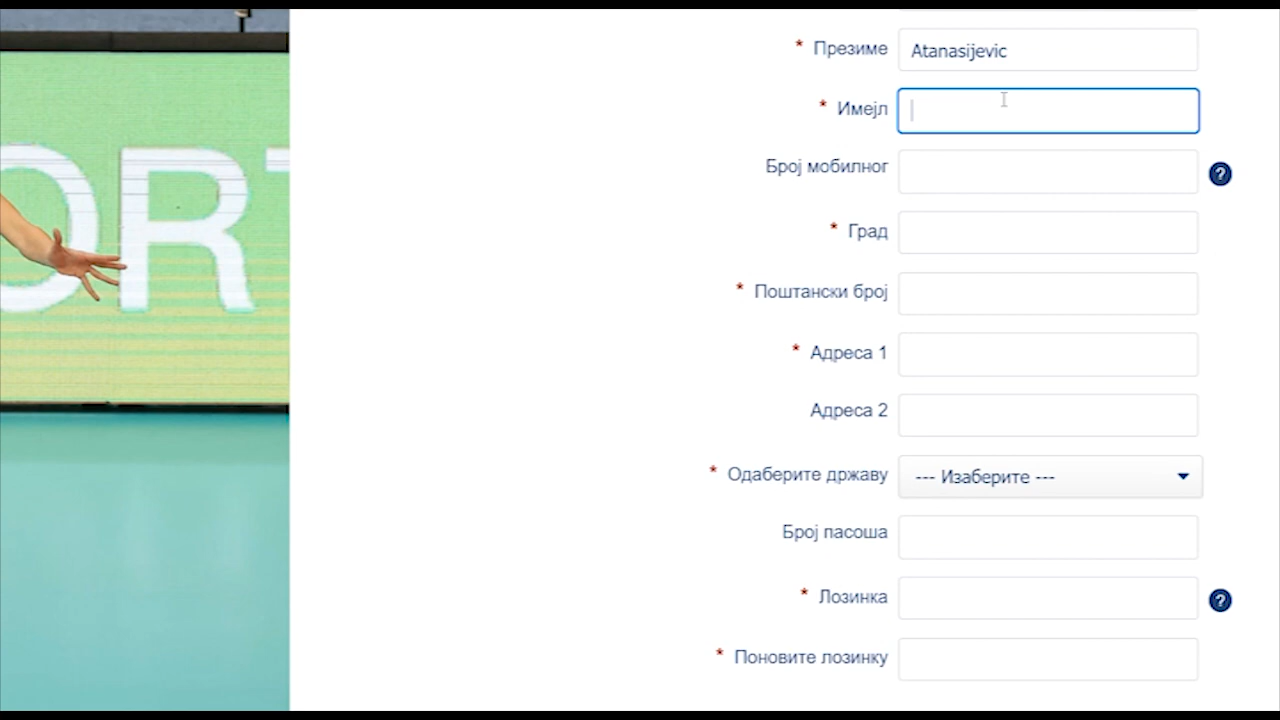 ORT
* Презиме Atanasijevic
* Имејл
Број мобилног ?
* Град
* Поштански број
* Адреса 1
Адреса 2
* Одаберите државу --- Изаберите ---
Број пасоша
* Лозинка ?
* Поновите лозинку